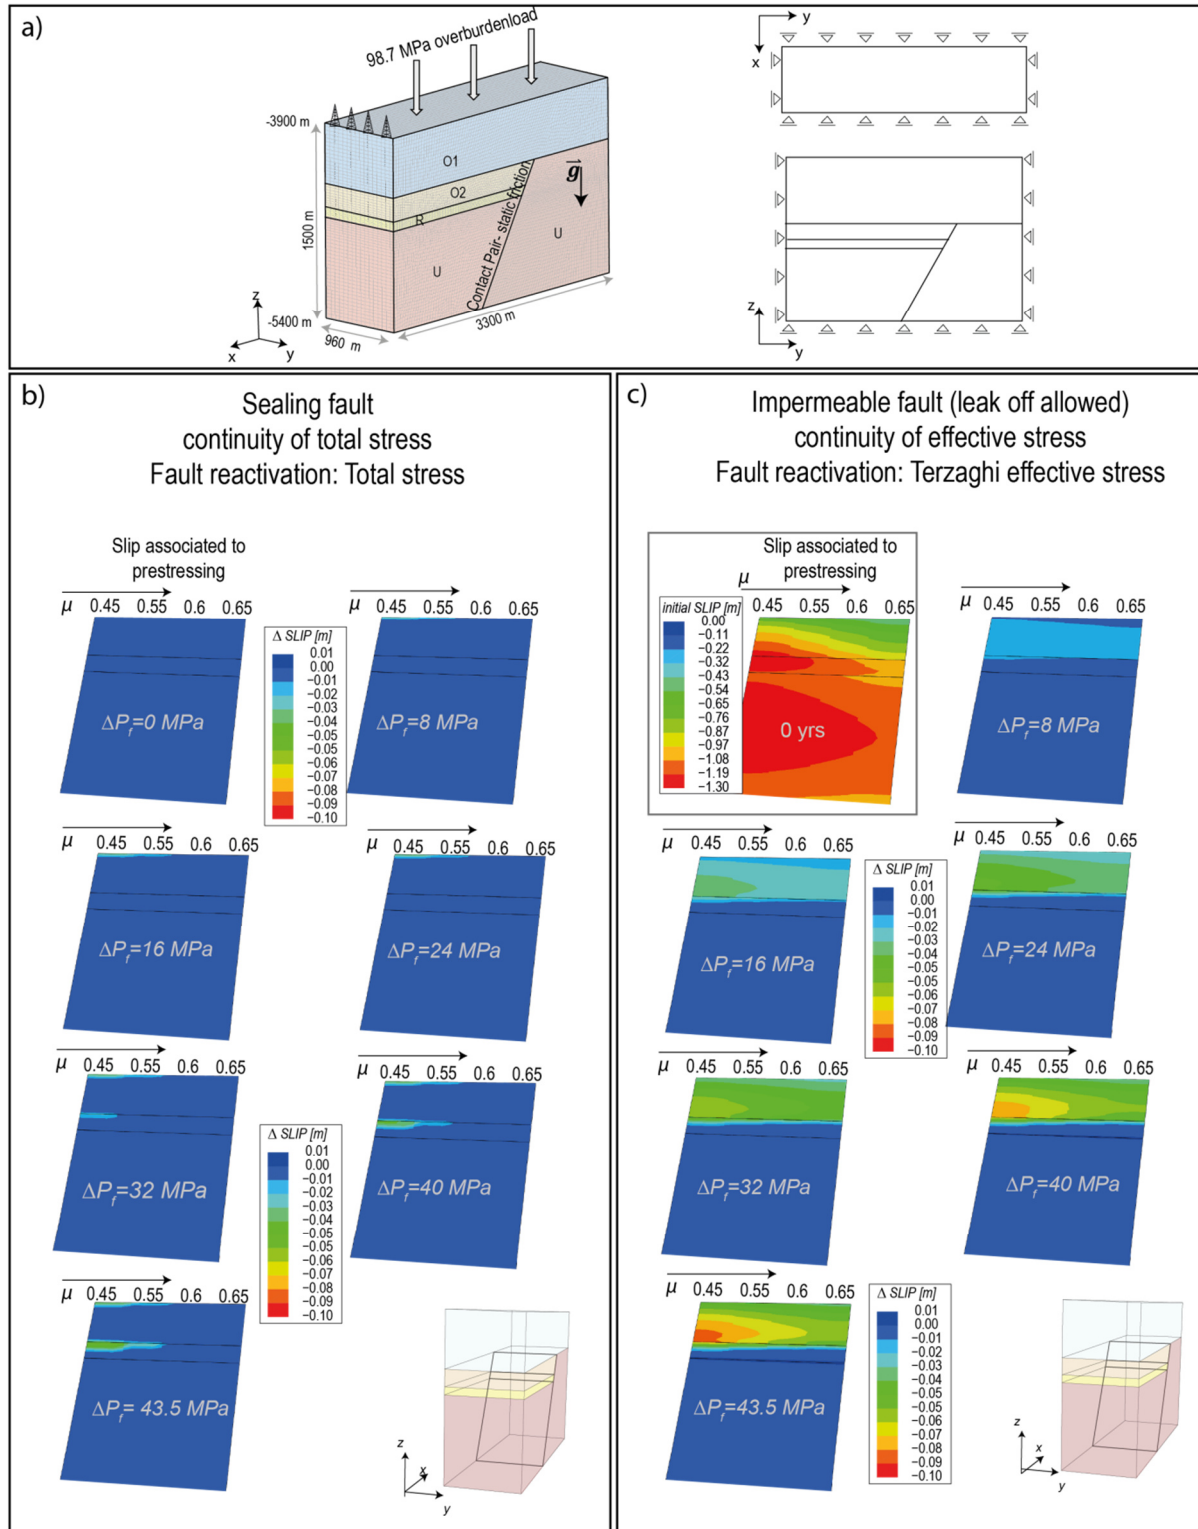 a)
98.7 MPa overburdenload
-3900 m
1500 m
-5400 m
960 m
3300 m
O1
O2
R
U
U
Contact Pair- static friction
g
z
x
y
y
x
z
y
b)
Sealing fault
continuity of total stress
Fault reactivation: Total stress
Slip associated to
prestressing
μ 0.45 0.55 0.6 0.65
ΔPf=0 MPa
Δ SLIP [m]
0.01
0.00
−0.01
−0.02
−0.03
−0.04
−0.05
−0.05
−0.06
−0.07
−0.08
−0.09
−0.10
μ 0.45 0.55 0.6 0.65
ΔPf=8 MPa
μ 0.45 0.55 0.6 0.65
ΔPf=16 MPa
μ 0.45 0.55 0.6 0.65
ΔPf=24 MPa
μ 0.45 0.55 0.6 0.65
ΔPf=32 MPa
Δ SLIP [m]
0.01
0.00
−0.01
−0.02
−0.03
−0.04
−0.05
−0.05
−0.06
−0.07
−0.08
−0.09
−0.10
μ 0.45 0.55 0.6 0.65
ΔPf=40 MPa
μ 0.45 0.55 0.6 0.65
ΔPf= 43.5 MPa
z
x
y
c)
Impermeable fault (leak off allowed)
continuity of effective stress
Fault reactivation: Terzaghi effective stress
Slip associated to
prestressing
μ
0.45 0.55 0.6 0.65
initial SLIP [m]
0.00
−0.11
−0.22
−0.32
−0.43
−0.54
−0.65
−0.76
−0.87
−0.97
−1.08
−1.19
−1.30
0 yrs
μ 0.45 0.55 0.6 0.65
ΔPf=8 MPa
μ 0.45 0.55 0.6 0.65
ΔPf=16 MPa
Δ SLIP [m]
0.01
0.00
−0.01
−0.02
−0.03
−0.04
−0.05
−0.05
−0.06
−0.07
−0.08
−0.09
−0.10
μ 0.45 0.55 0.6 0.65
ΔPf=24 MPa
μ 0.45 0.55 0.6 0.65
ΔPf=32 MPa
μ 0.45 0.55 0.6 0.65
ΔPf=40 MPa
μ 0.45 0.55 0.6 0.65
ΔPf=43.5 MPa
Δ SLIP [m]
0.01
0.00
−0.01
−0.02
−0.03
−0.04
−0.05
−0.05
−0.06
−0.07
−0.08
−0.09
−0.10
z
x
y